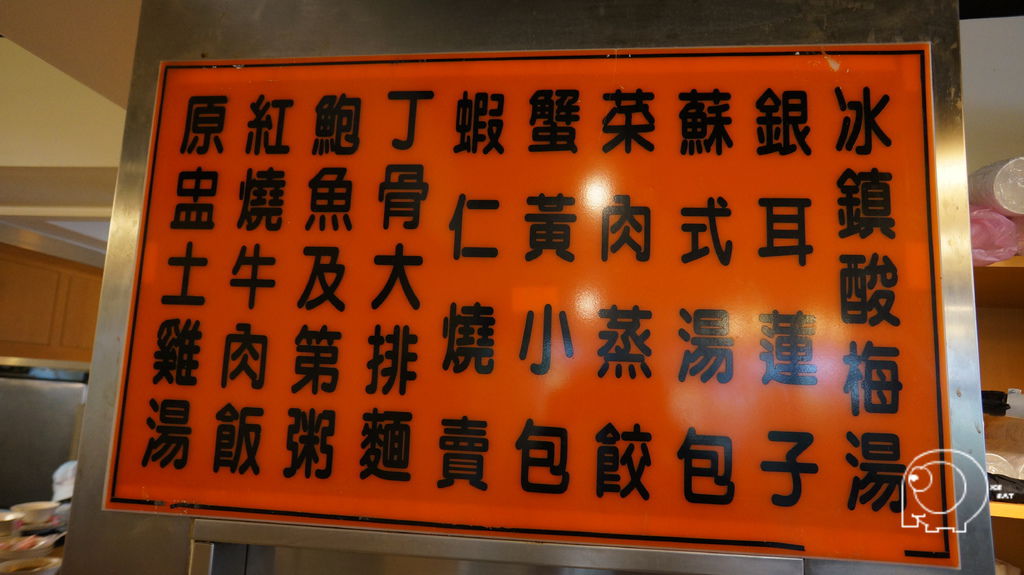 冰鎮酸梅湯
銀耳蓮子
蘇式湯包
菜肉蒸餃
蟹黃小包
蝦仁燒賣
丁骨大排麵
鮑魚及第粥
紅燒牛肉飯
原盅土雞湯